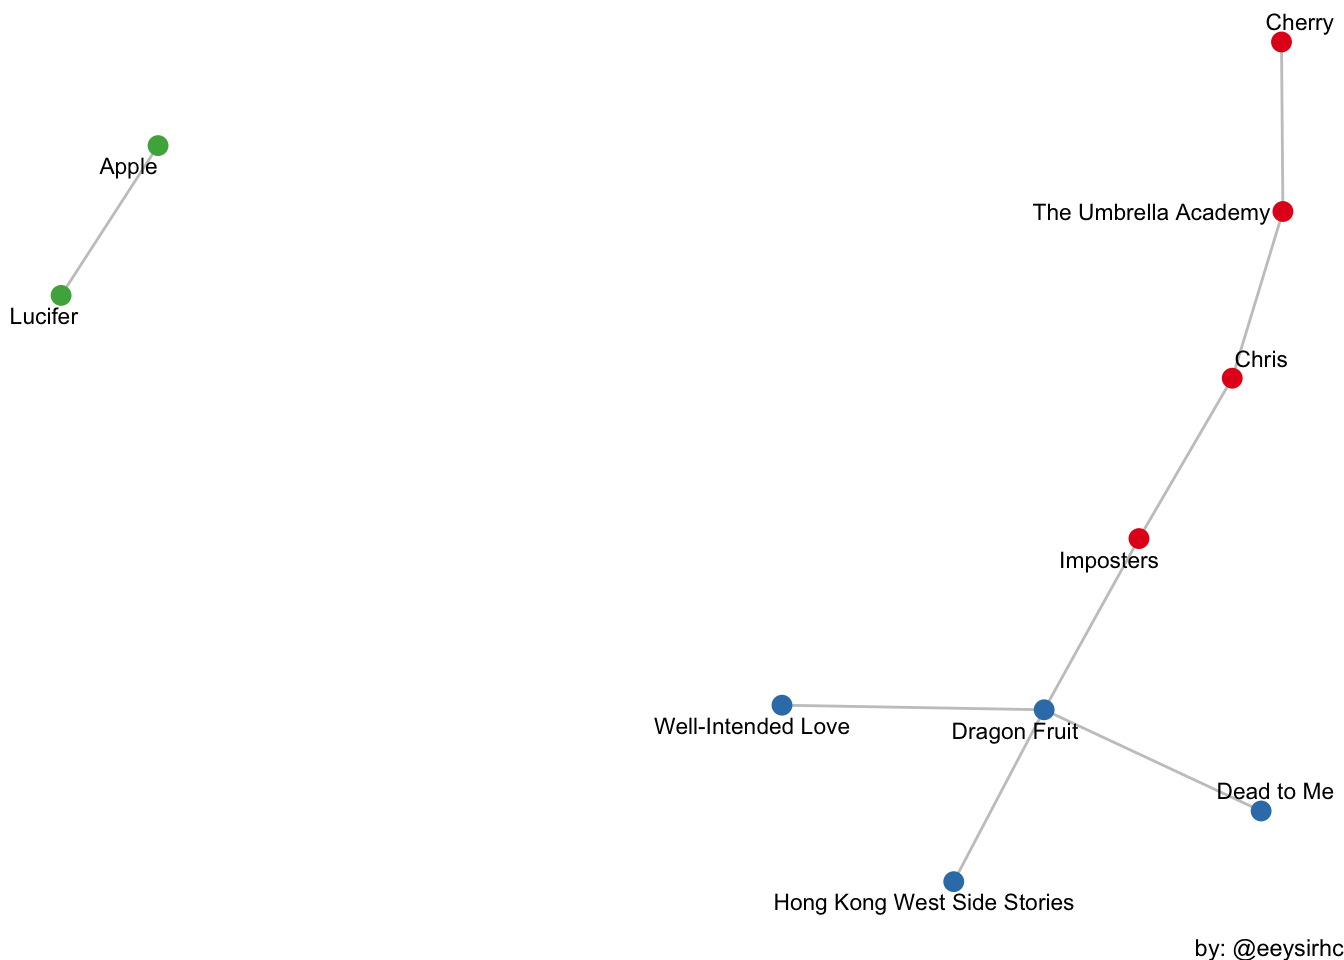 Cherry
Apple
The Umbrella Academy
Lucifer
Chris
Imposters
Well-Intended Love
Dragon Fruit
Dead to Me
Hong Kong West Side Stories
by: @eeysirhc